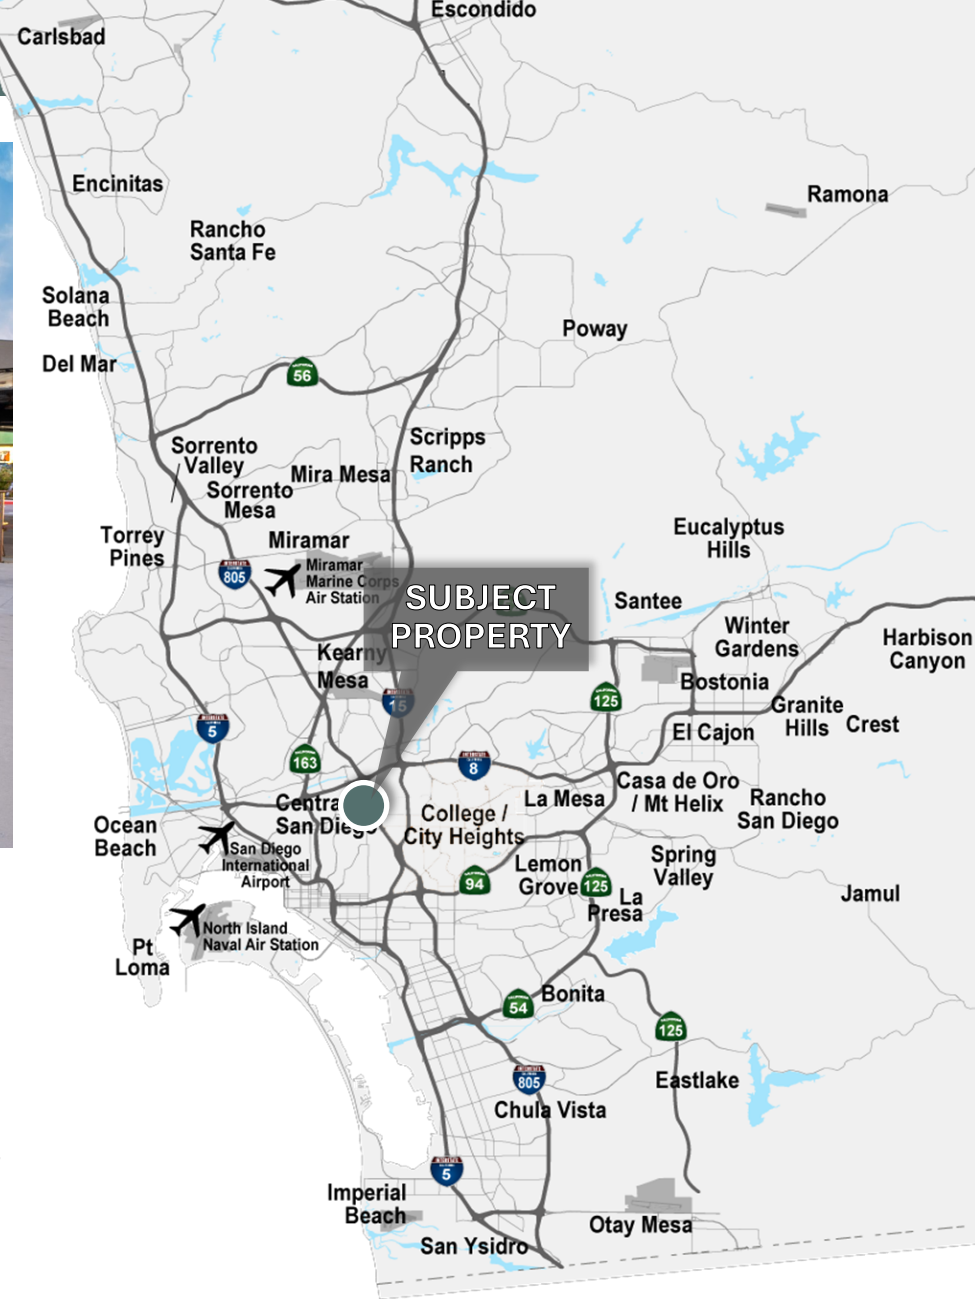 Escondido
Carlsbad
Encinitas
Ramona
Rancho
Santa Fe
Solana
Beach
Poway
Del Mar
56
Scripps
Ranch
Sorrento
Valley
Mira Mesa
Sorrento
Mesa
Eucalyptus
Hills
Torrey
Pines
Miramar
805
Miramar
Marine Corps
Air Station
SUBJECT
PROPERTY
Santee
Winter
Gardens
Harbison
Canyon
Kearny
Mesa
Bostonia
125
15
Granite
Hills
Crest
5
El Cajon
163
8
Casa de Oro
/ Mt Helix
La Mesa
Rancho
San Diego
Central
San Diego
College /
City Heights
Ocean
Beach
San Diego
International
Airport
Lemon
Grove
94
125
Spring
Valley
La
Presa
Jamul
North Island
Naval Air Station
Pt
Loma
Bonita
54
125
805
Eastlake
Chula Vista
5
Imperial
Beach
Otay Mesa
San Ysidro